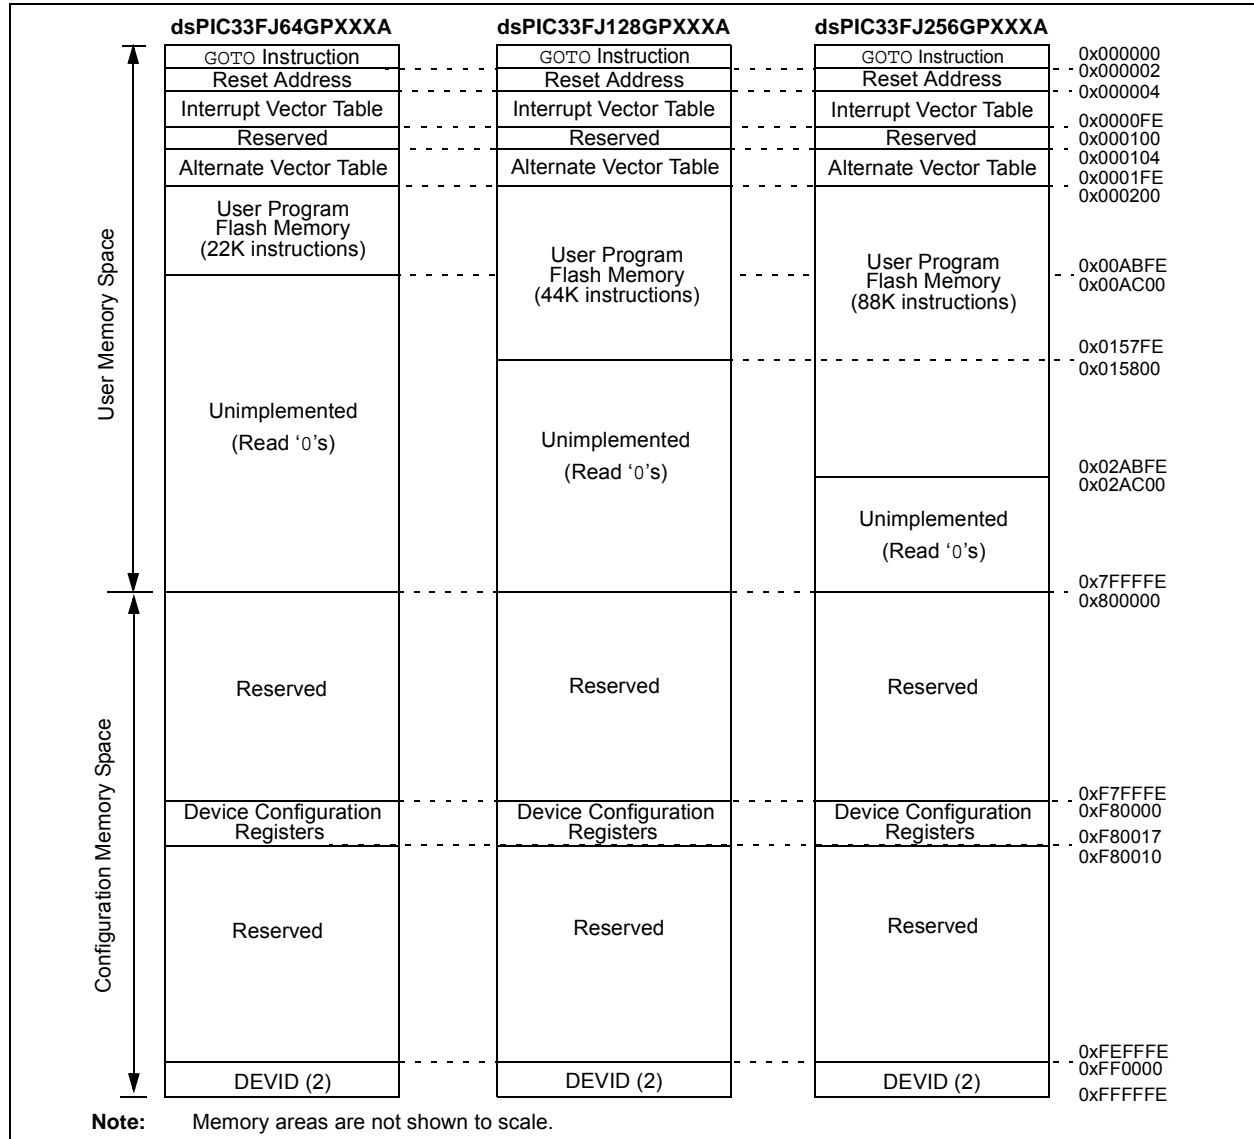 dsPIC33FJ64GPXXXA
GOTO Instruction
Reset Address
Interrupt Vector Table
Reserved
Alternate Vector Table
User Program
Flash Memory
(22K instructions)
Unimplemented
(Read ‘0’s)
Reserved
Device Configuration
Registers
Reserved
DEVID (2)
dsPIC33FJ128GPXXXA
GOTO Instruction
Reset Address
Interrupt Vector Table
Reserved
Alternate Vector Table
User Program
Flash Memory
(44K instructions)
Unimplemented
(Read ‘0’s)
Reserved
Device Configuration
Registers
Reserved
DEVID (2)
dsPIC33FJ256GPXXXA
GOTO Instruction
Reset Address
Interrupt Vector Table
Reserved
Alternate Vector Table
User Program
Flash Memory
(88K instructions)
Unimplemented
(Read ‘0’s)
Reserved
Device Configuration
Registers
Reserved
DEVID (2)
0x000000
0x000002
0x000004
0x0000FE
0x000100
0x000104
0x0001FE
0x000200
0x00ABFE
0x00AC00
0x0157FE
0x015800
0x02ABFE
0x02AC00
0x7FFFFE
0x800000
0xF7FFFE
0xF80000
0xF80017
0xF80010
0xFEFFFE
0xFF0000
0xFFFFFE
User Memory Space
Configuration Memory Space
Note: Memory areas are not shown to scale.